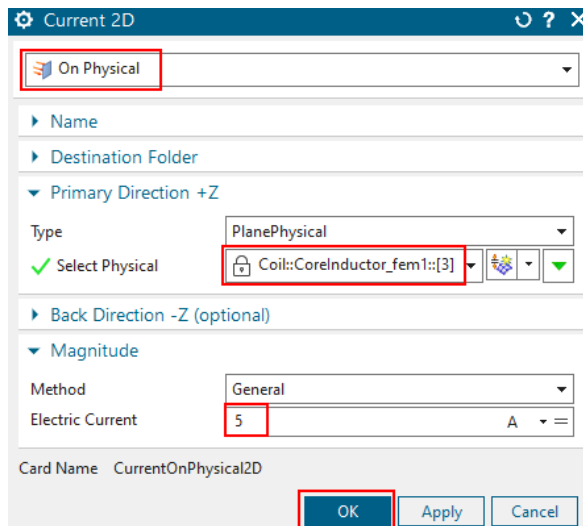 Current 2D
On Physical
Name
Destination Folder
Primary Direction +Z
Type PlanePhysical
Select Physical Coil::CoreInductor_fem1::[3]
Back Direction -Z (optional)
Magnitude
Method General
Electric Current 5 A =
Card Name CurrentOnPhysical2D
OK Apply Cancel